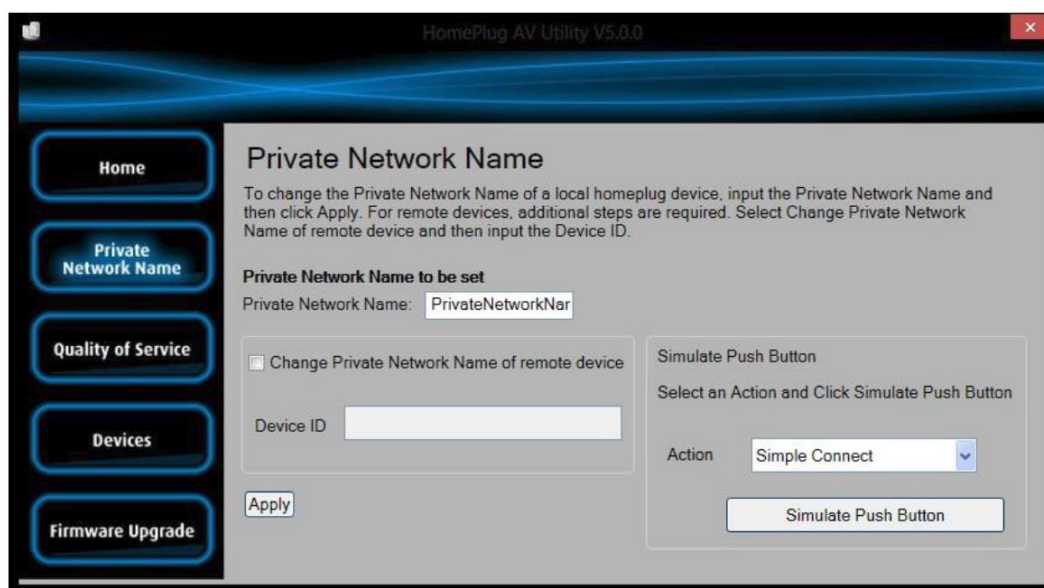 HomePlug AV Utility V5.0.0
Home
Private
Network Name
Quality of Service
Devices
Firmware Upgrade
Private Network Name
To change the Private Network Name of a local homeplug device, input the Private Network Name and
then click Apply. For remote devices, additional steps are required. Select Change Private Network
Name of remote device and then input the Device ID.
Private Network Name to be set
Private Network Name: PrivateNetworkNar
Change Private Network Name of remote device
Device ID
Apply
Simulate Push Button
Select an Action and Click Simulate Push Button
Action Simple Connect
Simulate Push Button